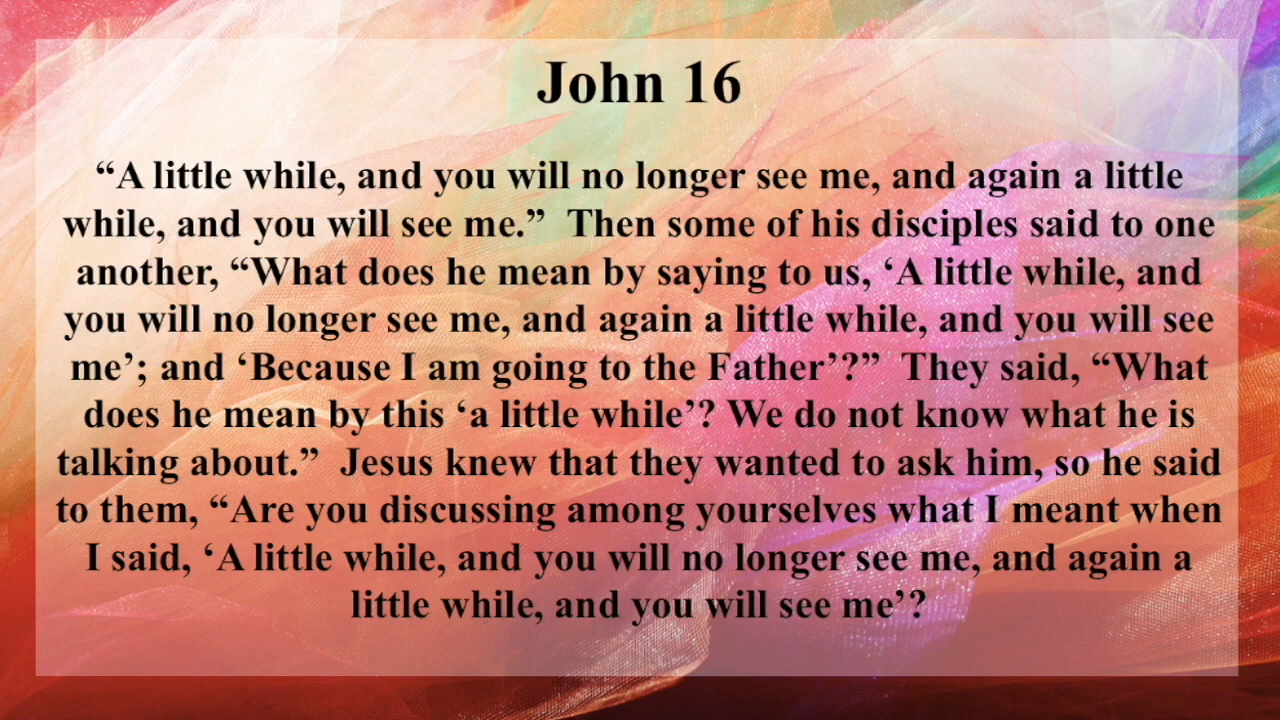 John 16
“A little while, and you will no longer see me, and again a little
while, and you will see me.”  Then some of his disciples said to one
another, “What does he mean by saying to us, ‘A little while, and
you will no longer see me, and again a little while, and you will see
me’; and ‘Because I am going to the Father’?”  They said, “What
does he mean by this ‘a little while’? We do not know what he is
talking about.”  Jesus knew that they wanted to ask him, so he said
to them, “Are you discussing among yourselves what I meant when
I said, ‘A little while, and you will no longer see me, and again a
little while, and you will see me’?